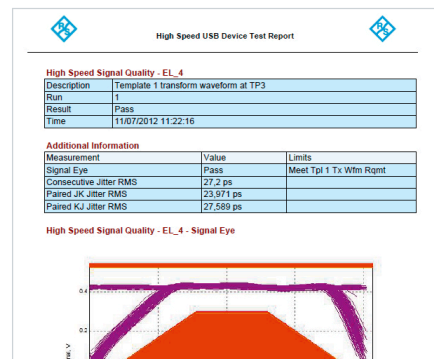 High Speed USB Device Test Report
High Speed Signal Quality - EL_4
Description Template 1 transform waveform at TP3
Run 1
Result Pass
Time 11/07/2012 11:22:16
Additional Information
Measurement Value Limits
Signal Eye Pass Meet Tpl 1 Tx Wfm Rqmt
Consecutive Jitter RMS 27,2 ps
Paired JK Jitter RMS 23,971 ps
Paired KJ Jitter RMS 27,589 ps
High Speed Signal Quality - EL_4 - Signal Eye
0.4
0.2